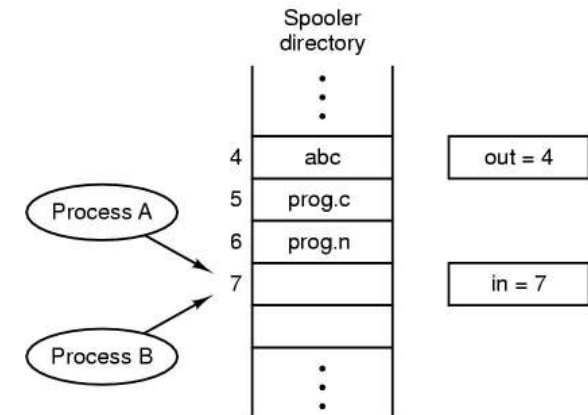 Spooler
directory
4 abc out = 4
Process A
5 prog.c
6 prog.n
7 in = 7
Process B